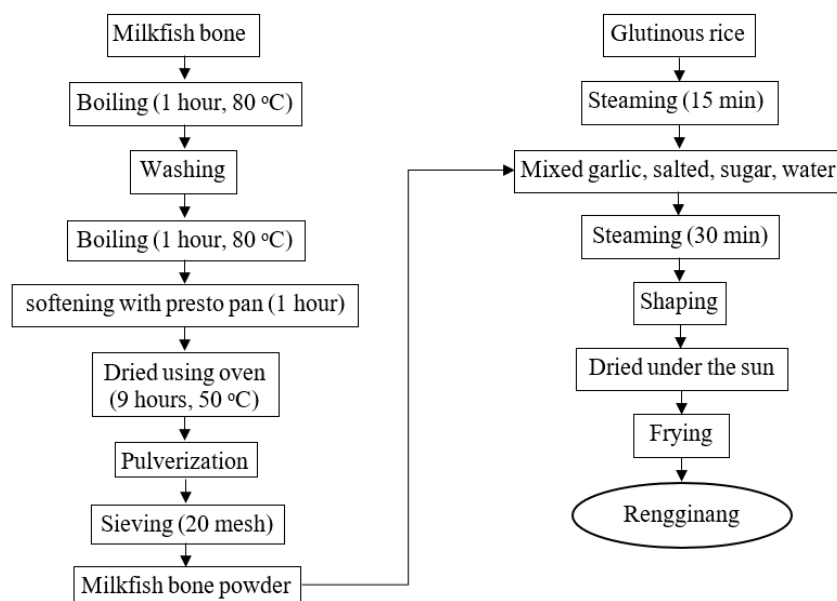 Milkfish bone
Boiling (1 hour, 80 °C)
Washing
Boiling (1 hour, 80 °C)
softening with presto pan (1 hour)
Dried using oven
(9 hours, 50 °C)
Pulverization
Sieving (20 mesh)
Milkfish bone powder
Glutinous rice
Steaming (15 min)
Mixed garlic, salted, sugar, water
Steaming (30 min)
Shaping
Dried under the sun
Frying
Rengginang